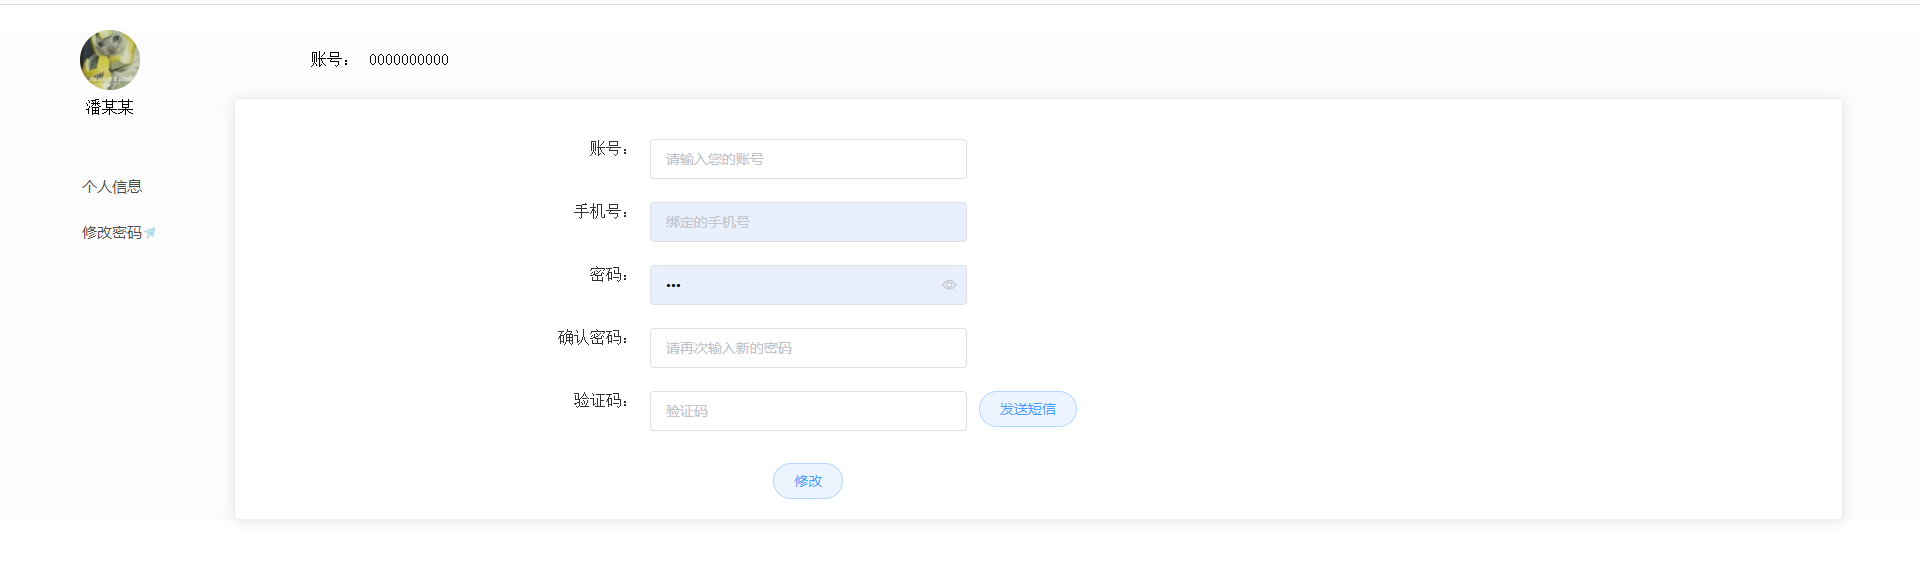 账号： 0000000000
潘某某
个人信息
修改密码
账号：
请输入您的账号
手机号：
绑定的手机号
密码：
•••
确认密码：
请再次输入新的密码
验证码：
验证码
发送短信
修改